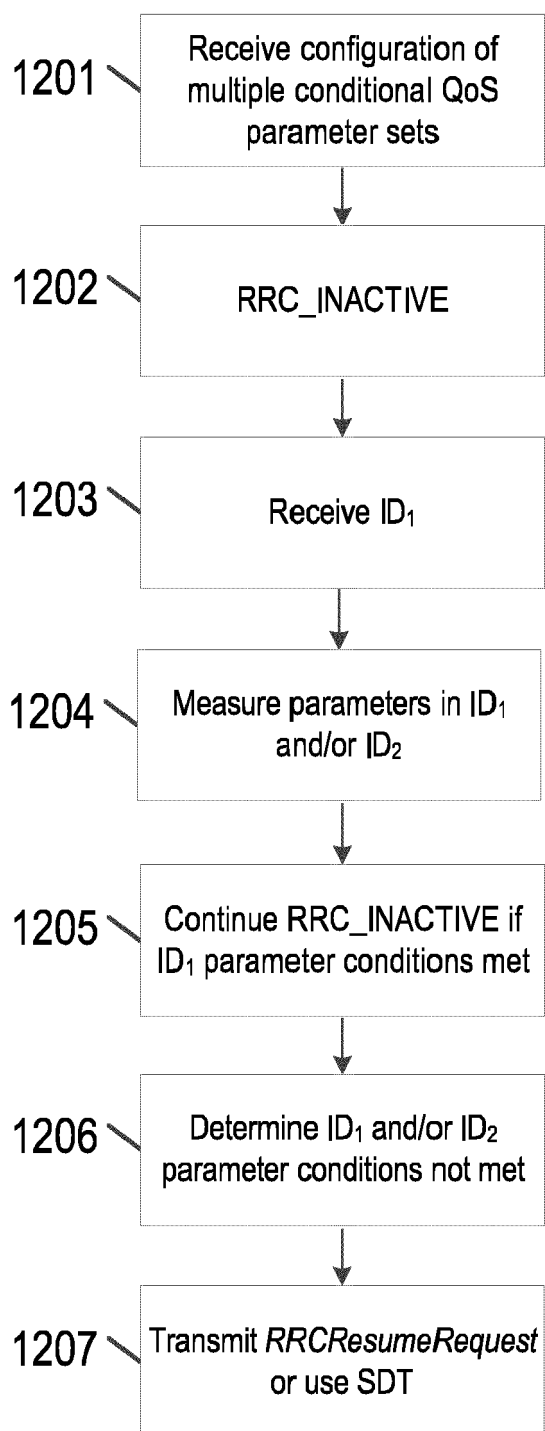 1201
Receive configuration of
multiple conditional QoS
parameter sets
1202
RRC_INACTIVE
1203
Receive ID₁
1204
Measure parameters in ID₁
and/or ID₂
1205
Continue RRC_INACTIVE if
ID₁ parameter conditions met
1206
Determine ID₁ and/or ID₂
parameter conditions not met
1207
Transmit RRCResumeRequest
or use SDT